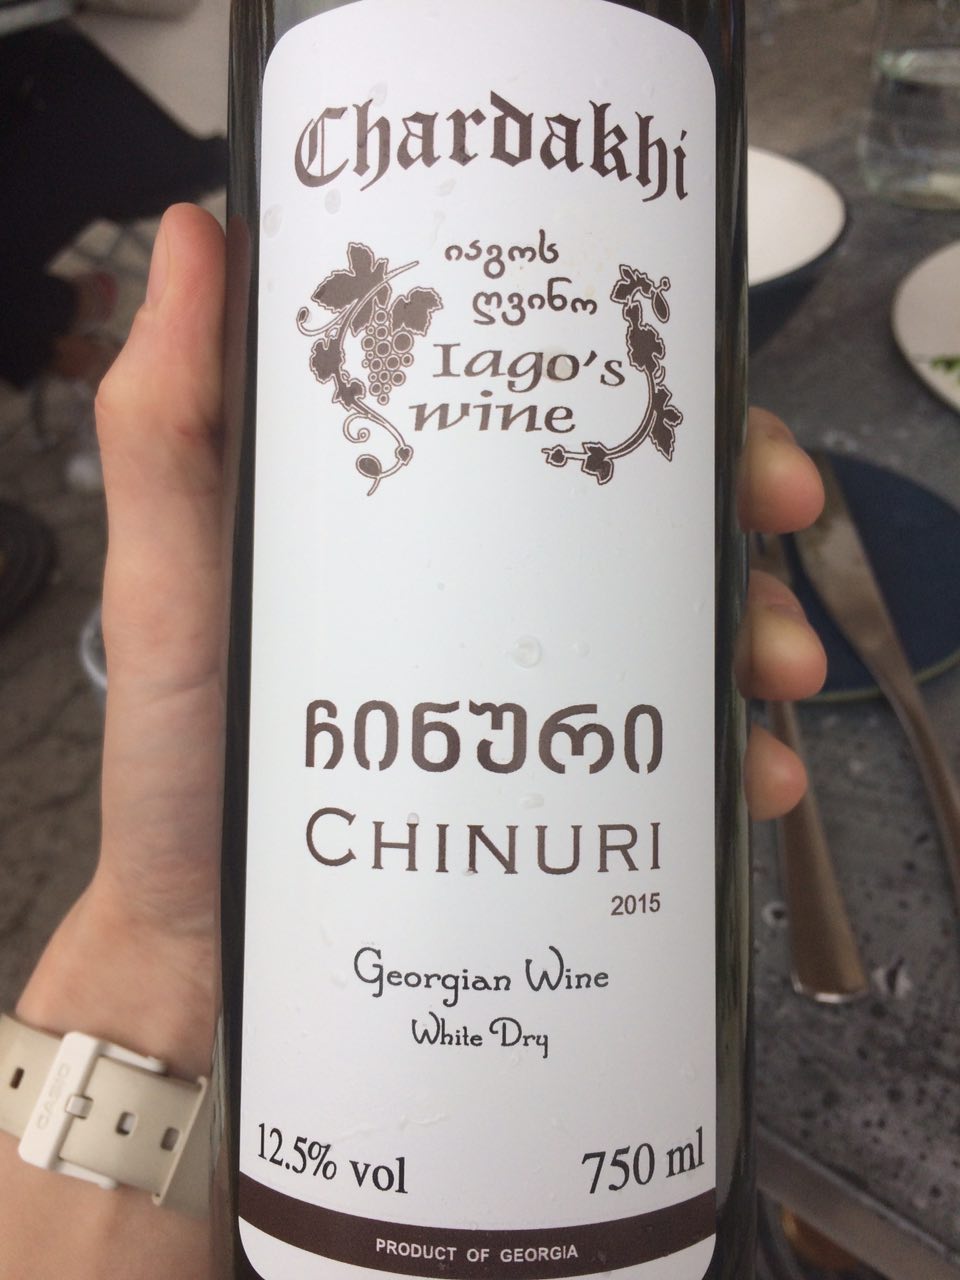 Chardakhi
იაგოს
ღვინო
Iago's
wine
ჩინური
CHINURI
2015
Georgian Wine
White Dry
12.5% vol
750 ml
PRODUCT OF GEORGIA
CASIO